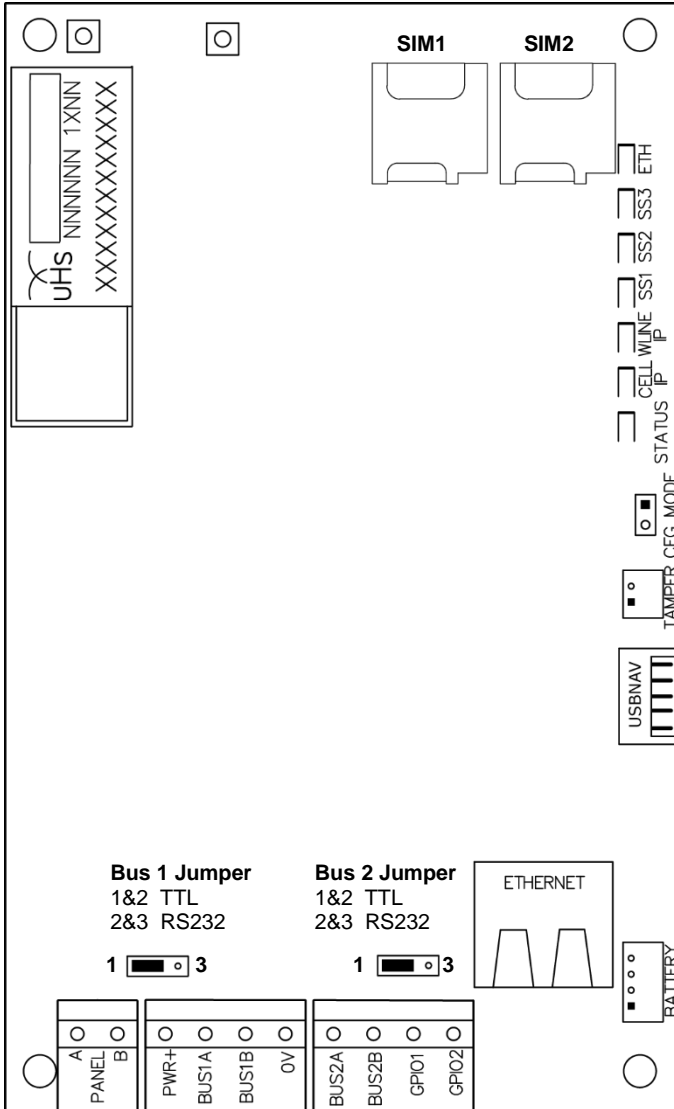 SIM1 SIM2
NNNNNN 1XNN
XXXXXXXXXXXXX
uHs
ETH
SS3
SS2
SS1
WLINE IP
CELL IP
STATUS
CFG MODE
TAMPER
USBNAV
Bus 1 Jumper
1&2 TTL
2&3 RS232
1 3
Bus 2 Jumper
1&2 TTL
2&3 RS232
1 3
ETHERNET
BATTERY
A
PANEL
B
PWR+
BUS1A
BUS1B
0V
BUS2A
BUS2B
GPIO1
GPIO2